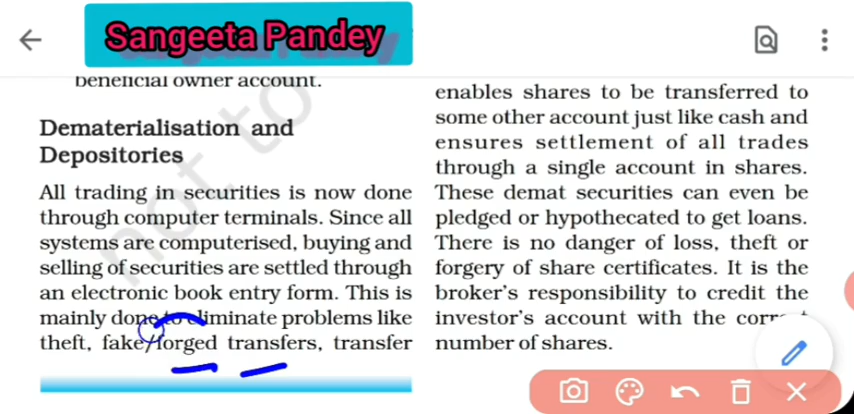 Sangeeta Pandey
beneficial owner account.
Dematerialisation and
Depositories
All trading in securities is now done
through computer terminals. Since all
systems are computerised, buying and
selling of securities are settled through
an electronic book entry form. This is
mainly done to eliminate problems like
theft, fake/forged transfers, transfer
enables shares to be transferred to
some other account just like cash and
ensures settlement of all trades
through a single account in shares.
These demat securities can even be
pledged or hypothecated to get loans.
There is no danger of loss, theft or
forgery of share certificates. It is the
broker's responsibility to credit the
investor's account with the correct
number of shares.
not to